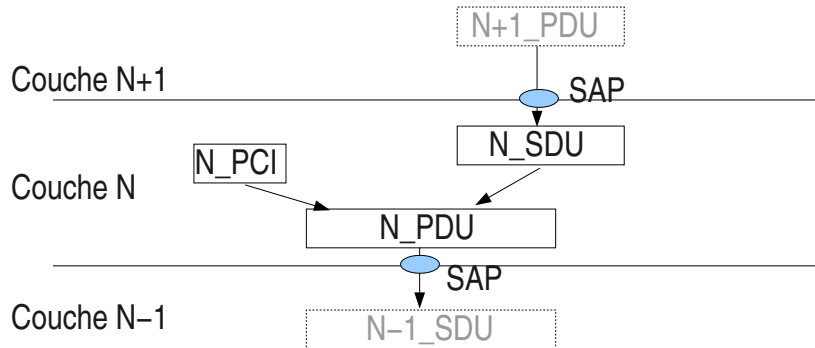 N+1_PDU
Couche N+1
SAP
N_SDU
N_PCI
Couche N
N_PDU
SAP
Couche N−1
N−1_SDU